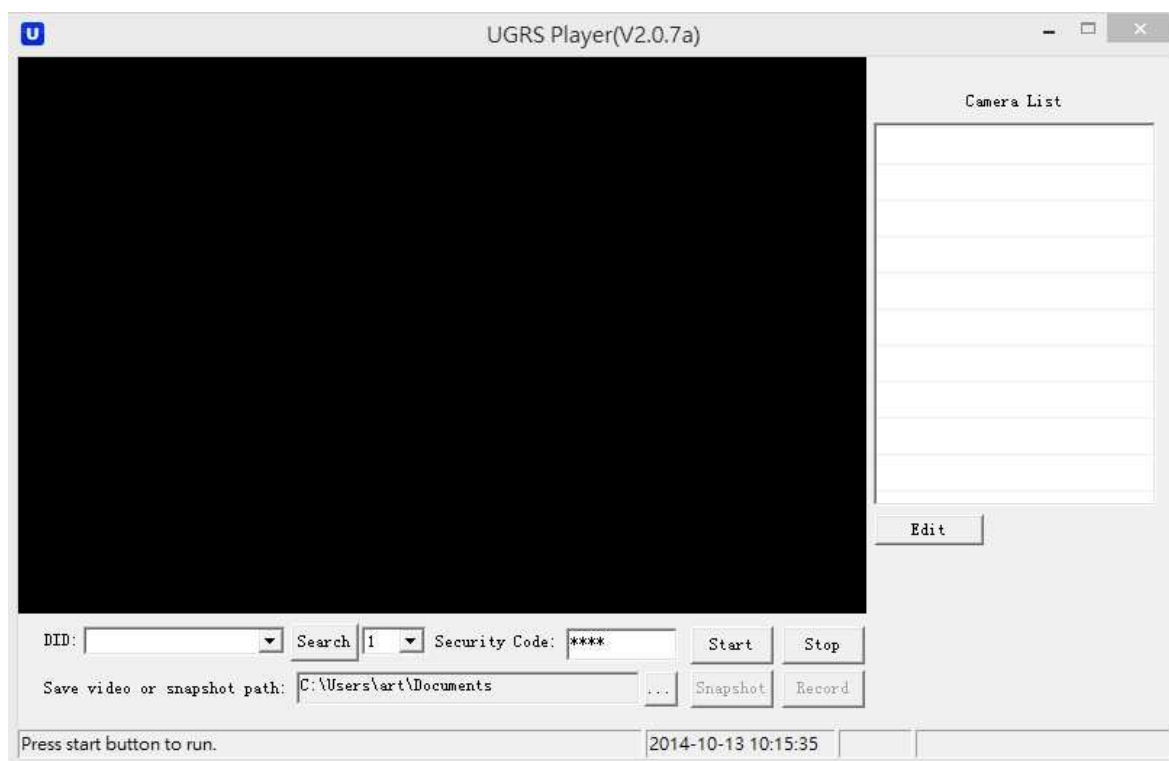 U
UGRS Player(V2.0.7a)
Camera List
Edit
DID: Search 1 Security Code: **** Start Stop
Save video or snapshot path: C:\Users\art\Documents ... Snapshot Record
Press start button to run. 2014-10-13 10:15:35